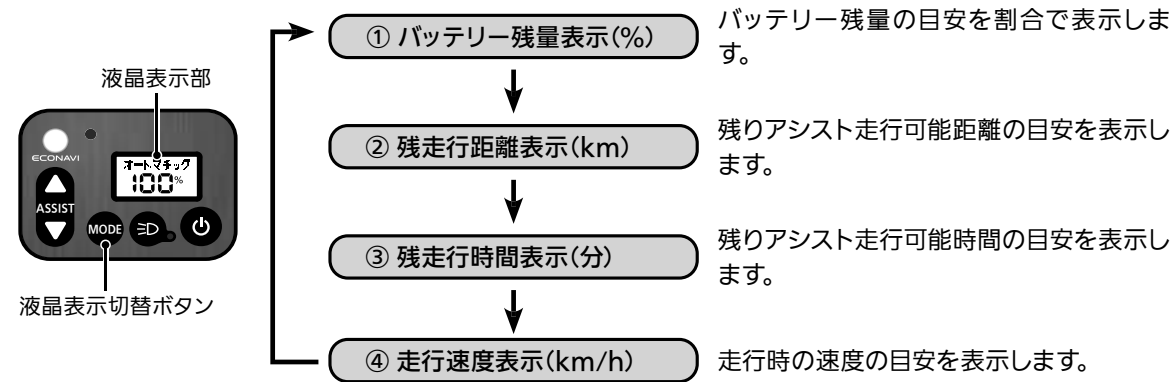 液晶表示部
ECONAVI
オートマチック
100%
ASSIST
MODE
液晶表示切替ボタン
① バッテリー残量表示(%)
バッテリー残量の目安を割合で表示しま
す。
② 残走行距離表示(km)
残りアシスト走行可能距離の目安を表示し
ます。
③ 残走行時間表示(分)
残りアシスト走行可能時間の目安を表示し
ます。
④ 走行速度表示(km/h)
走行時の速度の目安を表示します。